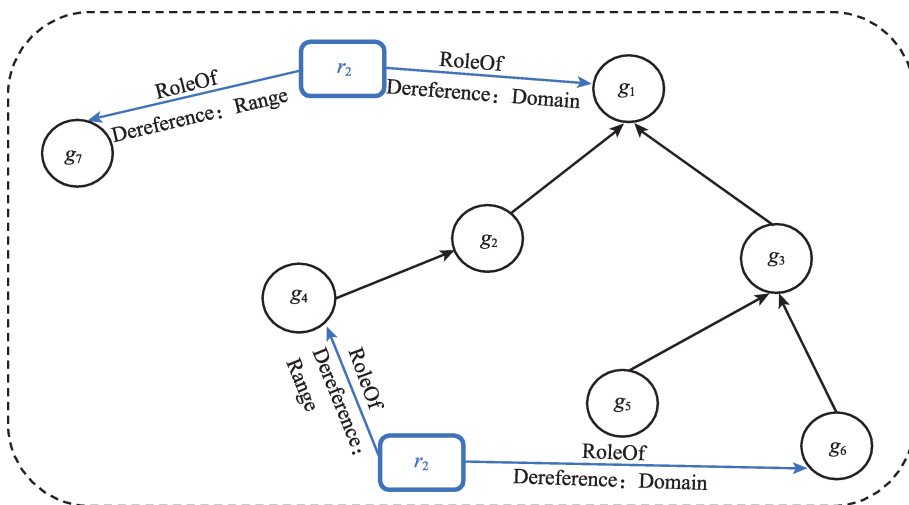 r₂
RoleOf
RoleOf
Dereference：Range
Dereference：Domain
g₁
g₇
g₂
g₃
g₄
RoleOf
Dereference：
Range
g₅
r₂
RoleOf
Dereference：Domain
g₆